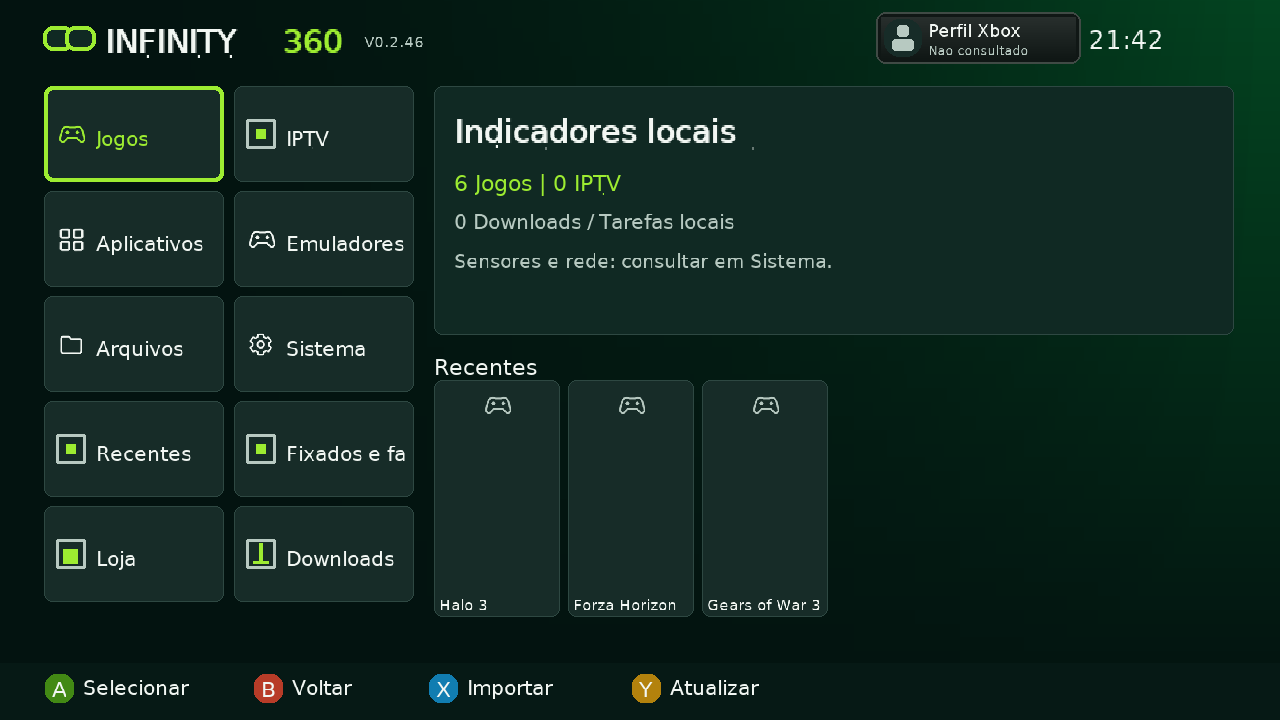 INFINITY 360 V0.2.46
Perfil Xbox
Nao consultado
21:42
Jogos
IPTV
Aplicativos
Emuladores
Arquivos
Sistema
Recentes
Fixados e fa
Loja
Downloads
Indicadores locais
6 Jogos | 0 IPTV
0 Downloads / Tarefas locais
Sensores e rede: consultar em Sistema.
Recentes
Halo 3
Forza Horizon
Gears of War 3
A Selecionar
B Voltar
X Importar
Y Atualizar